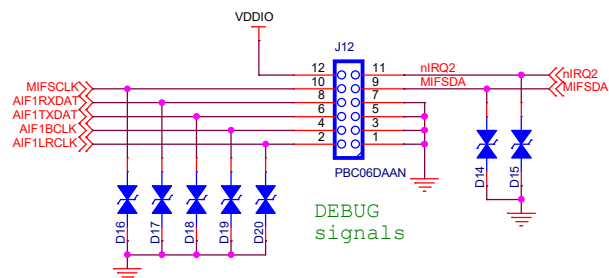 VDDIO
J12
12 11 nIRQ2 nIRQ2
MIFSCLK 10 9 MIFSDA MIFSDA
AIF1RXDAT 8 7
AIF1TXDAT 6 5
AIF1BCLK 4 3
AIF1LRCLK 2 1
PBC06DAAN
D14 D15
D16 D17 D18 D19 D20
DEBUG
signals